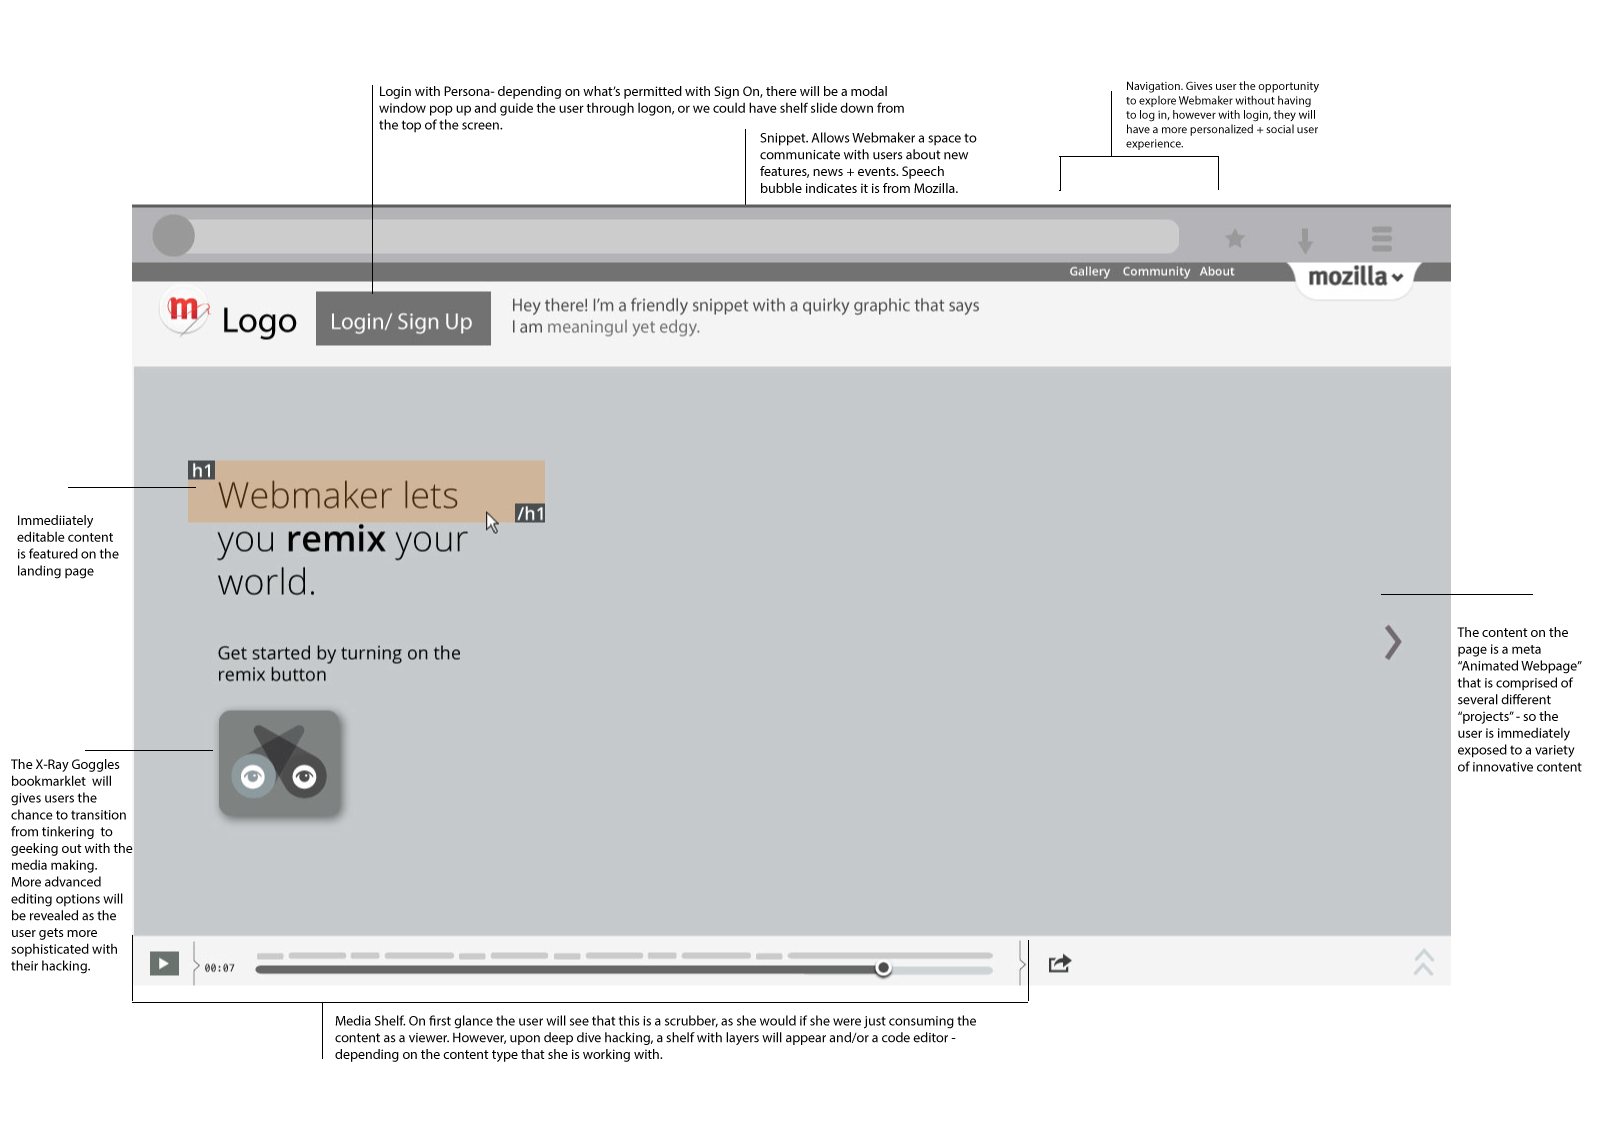 Login with Persona- depending on what's permitted with Sign On, there will be a modal
window pop up and guide the user through logon, or we could have shelf slide down from
the top of the screen.
Snippet. Allows Webmaker a space to
communicate with users about new
features, news + events. Speech
bubble indicates it is from Mozilla.
Navigation. Gives user the opportunity
to explore Webmaker without having
to log in, however with login, they will
have a more personalized + social user
experience.
Gallery Community About
mozilla
m
Logo
Login/ Sign Up
Hey there! I'm a friendly snippet with a quirky graphic that says
I am meaningul yet edgy.
h1
Webmaker lets
/h1
you remix your
world.
Get started by turning on the
remix button
Immediiately
editable content
is featured on the
landing page
The X-Ray Goggles
bookmarklet will
gives users the
chance to transition
from tinkering to
geeking out with the
media making.
More advanced
editing options will
be revealed as the
user gets more
sophisticated with
their hacking.
The content on the
page is a meta
“Animated Webpage”
that is comprised of
several different
“projects” - so the
user is immediately
exposed to a variety
of innovative content
00:07
Media Shelf. On first glance the user will see that this is a scrubber, as she would if she were just consuming the
content as a viewer. However, upon deep dive hacking, a shelf with layers will appear and/or a code editor -
depending on the content type that she is working with.